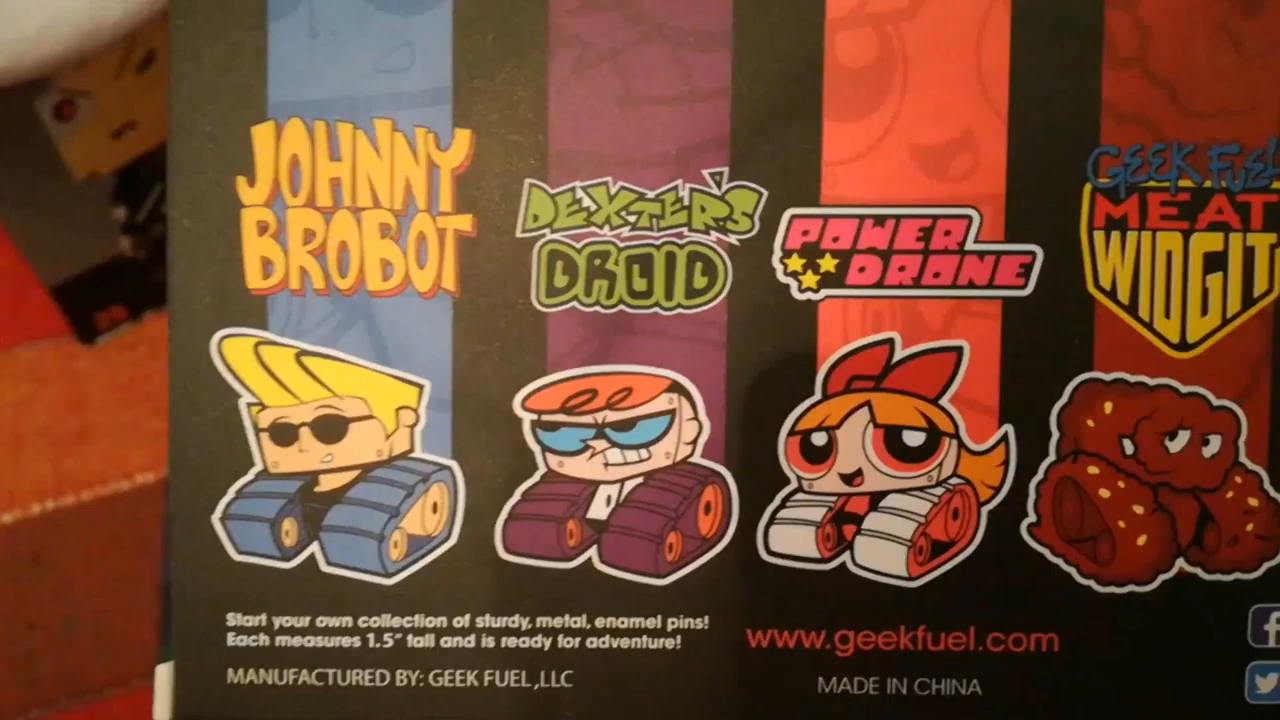 JOHNNY
BROBOT
DEXTER'S
DROID
POWER
DRONE
GEEK FUEL
MEAT
WIDGIT
Start your own collection of sturdy, metal, enamel pins!
Each measures 1.5" tall and is ready for adventure!
MANUFACTURED BY: GEEK FUEL,LLC
www.geekfuel.com
MADE IN CHINA